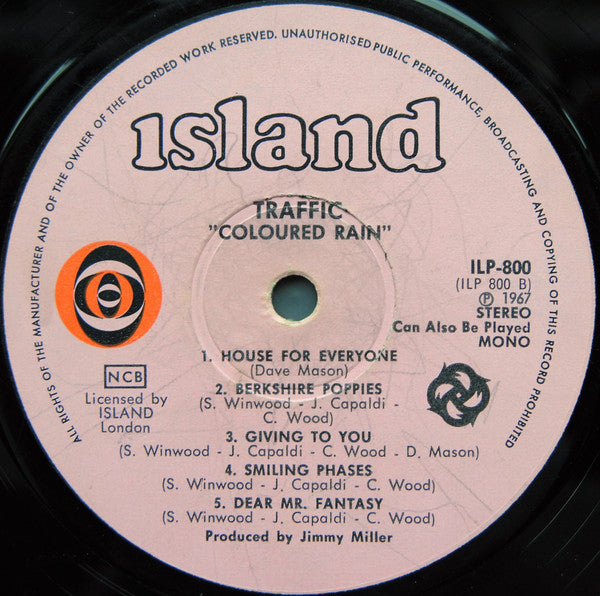 ALL RIGHTS OF THE MANUFACTURER AND OF THE OWNER OF THE RECORDED WORK RESERVED. UNAUTHORISED PUBLIC PERFORMANCE, BROADCASTING AND COPYING OF THIS RECORD PROHIBITED
island
TRAFFIC
"COLOURED RAIN"
ILP-800
(ILP 800 B)
Ⓟ 1967
STEREO
Can Also Be Played
MONO
NCB
Licensed by
ISLAND
London
1. HOUSE FOR EVERYONE
(Dave Mason)
2. BERKSHIRE POPPIES
(S. Winwood - J. Capaldi -
C. Wood)
3. GIVING TO YOU
(S. Winwood - J. Capaldi - C. Wood - D. Mason)
4. SMILING PHASES
(S. Winwood - J. Capaldi - C. Wood)
5. DEAR MR. FANTASY
(S. Winwood - J. Capaldi - C. Wood)
Produced by Jimmy Miller